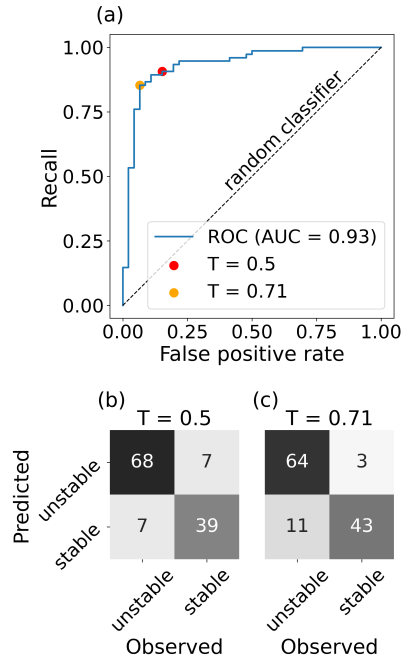 (a)
1.00
0.75
0.50
0.25
0.00
Recall
random classifier
ROC (AUC = 0.93)
T = 0.5
T = 0.71
0.00 0.25 0.50 0.75 1.00
False positive rate
(b)
T = 0.5
Predicted
unstable
stable
68 7
7 39
unstable stable
Observed
(c)
T = 0.71
64 3
11 43
unstable stable
Observed